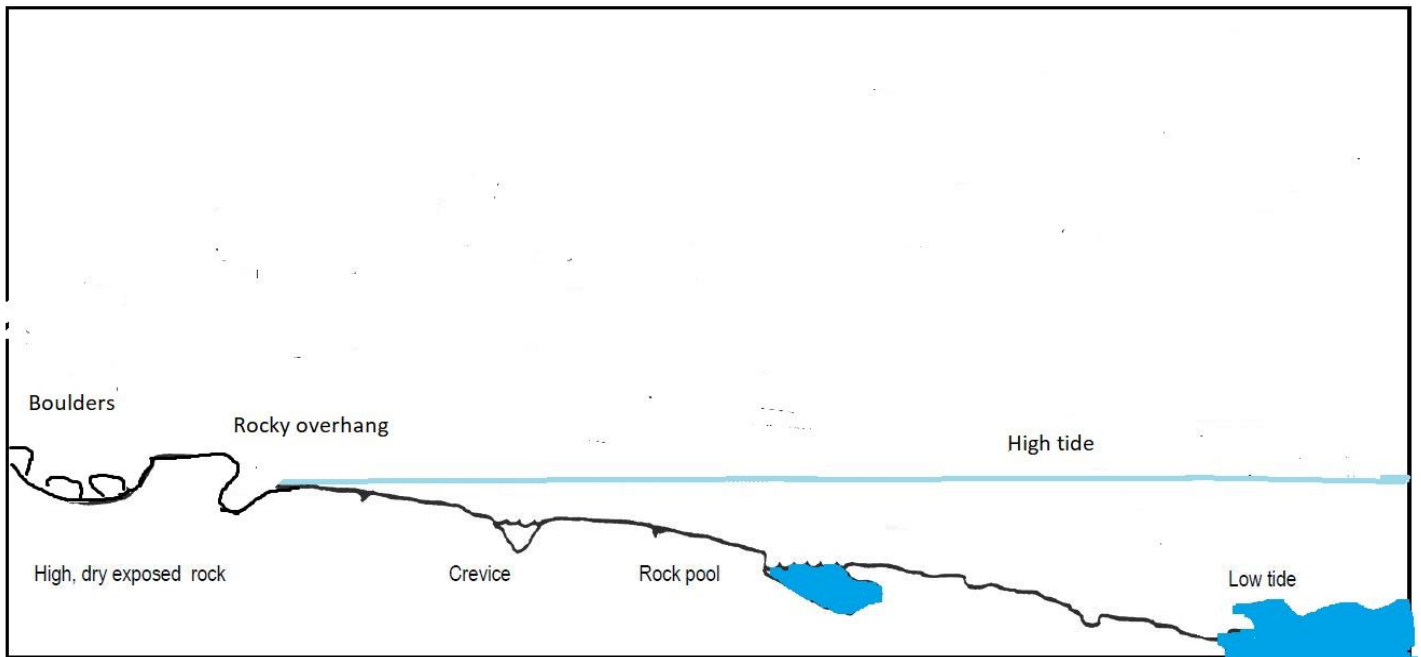 Boulders
Rocky overhang
High tide
High, dry exposed rock
Crevice
Rock pool
Low tide